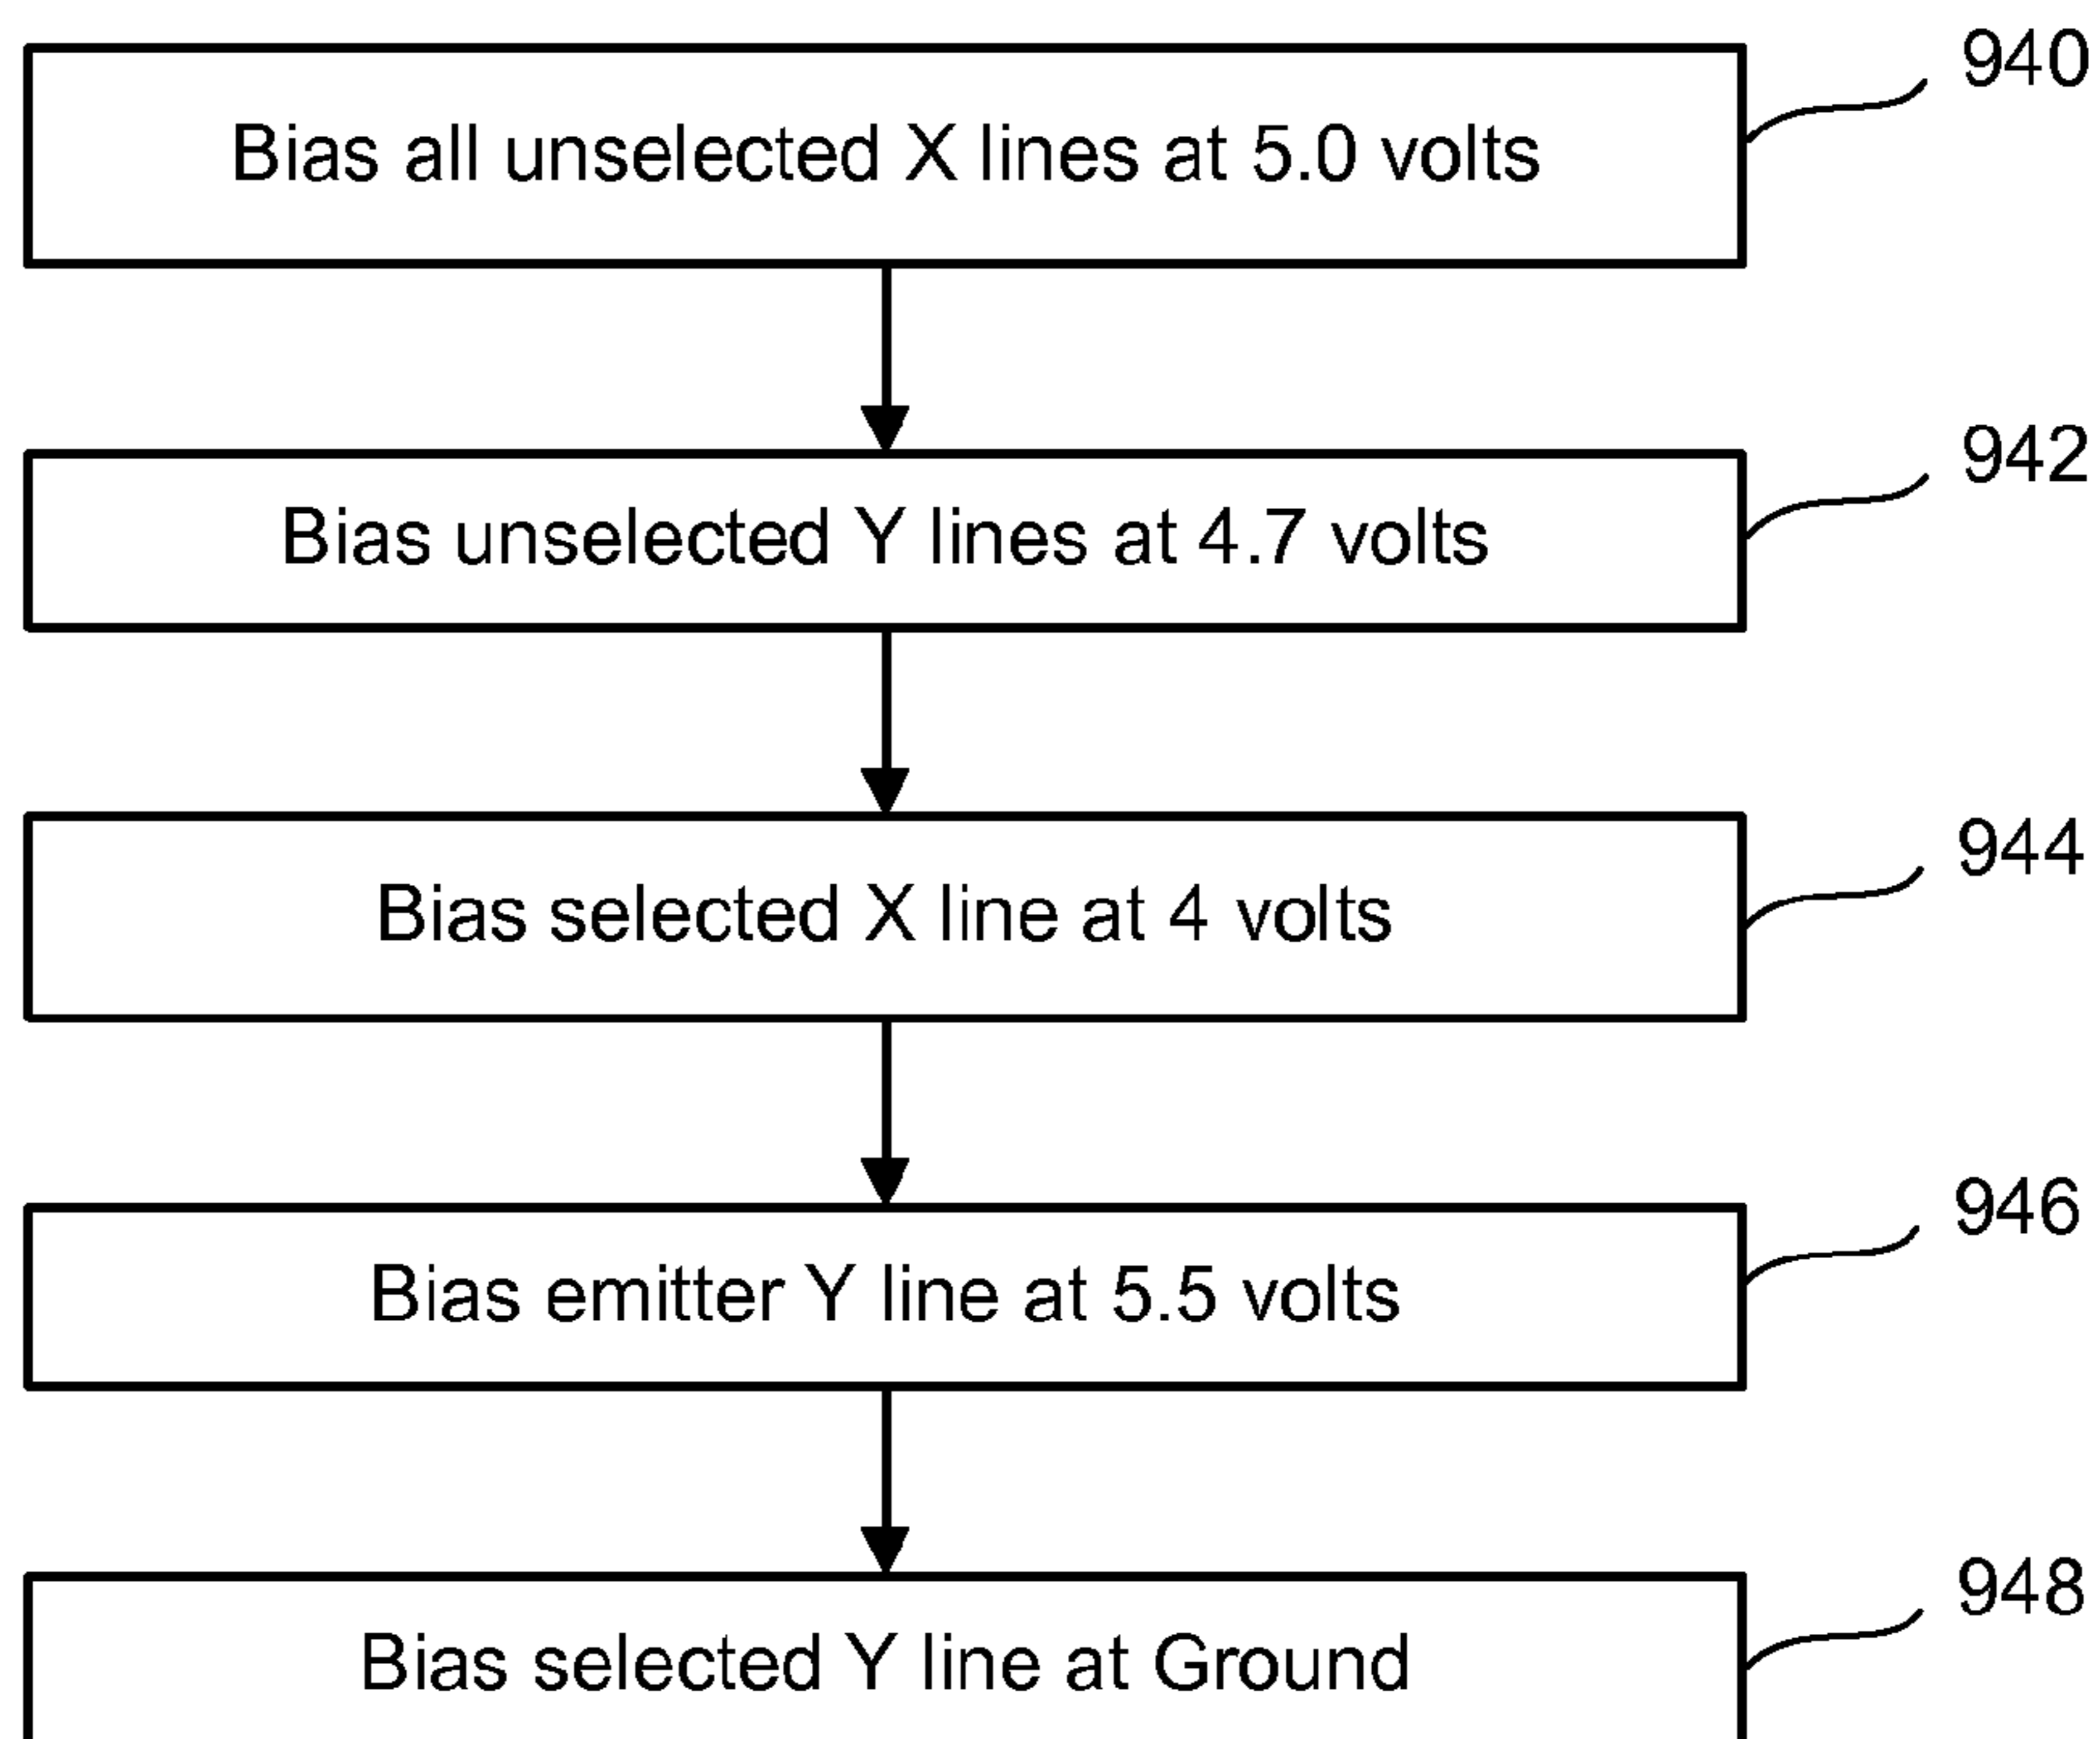 940
Bias all unselected X lines at 5.0 volts
942
Bias unselected Y lines at 4.7 volts
944
Bias selected X line at 4 volts
946
Bias emitter Y line at 5.5 volts
948
Bias selected Y line at Ground